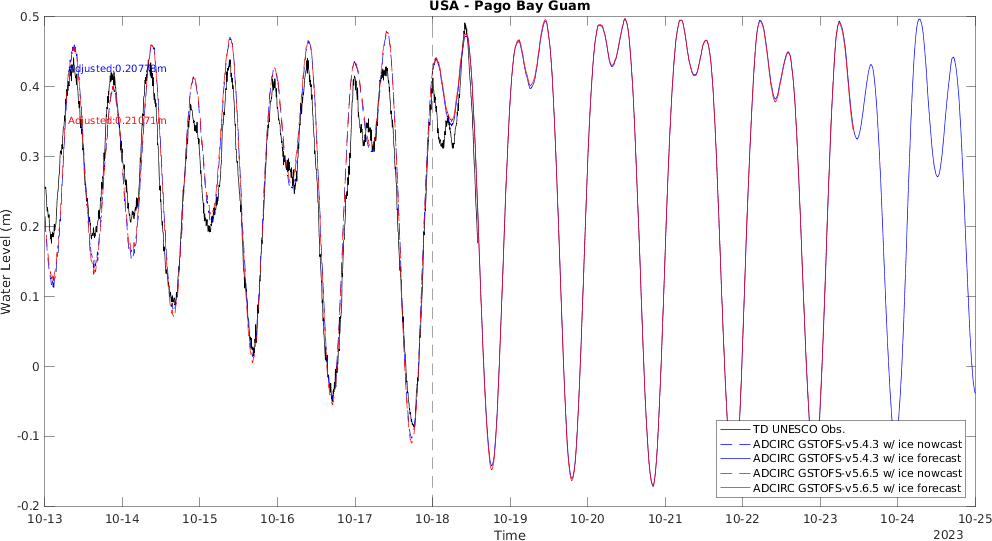 USA - Pago Bay Guam
0.5
0.4
0.3
0.2
0.1
0
-0.1
-0.2
Water Level (m)
Adjusted:0.20778m
Adjusted:0.21071m
TD UNESCO Obs.
ADCIRC GSTOFS-v5.4.3 w/ ice nowcast
ADCIRC GSTOFS-v5.4.3 w/ ice forecast
ADCIRC GSTOFS-v5.6.5 w/ ice nowcast
ADCIRC GSTOFS-v5.6.5 w/ ice forecast
10-13 10-14 10-15 10-16 10-17 10-18 10-19 10-20 10-21 10-22 10-23 10-24 10-25
Time
2023